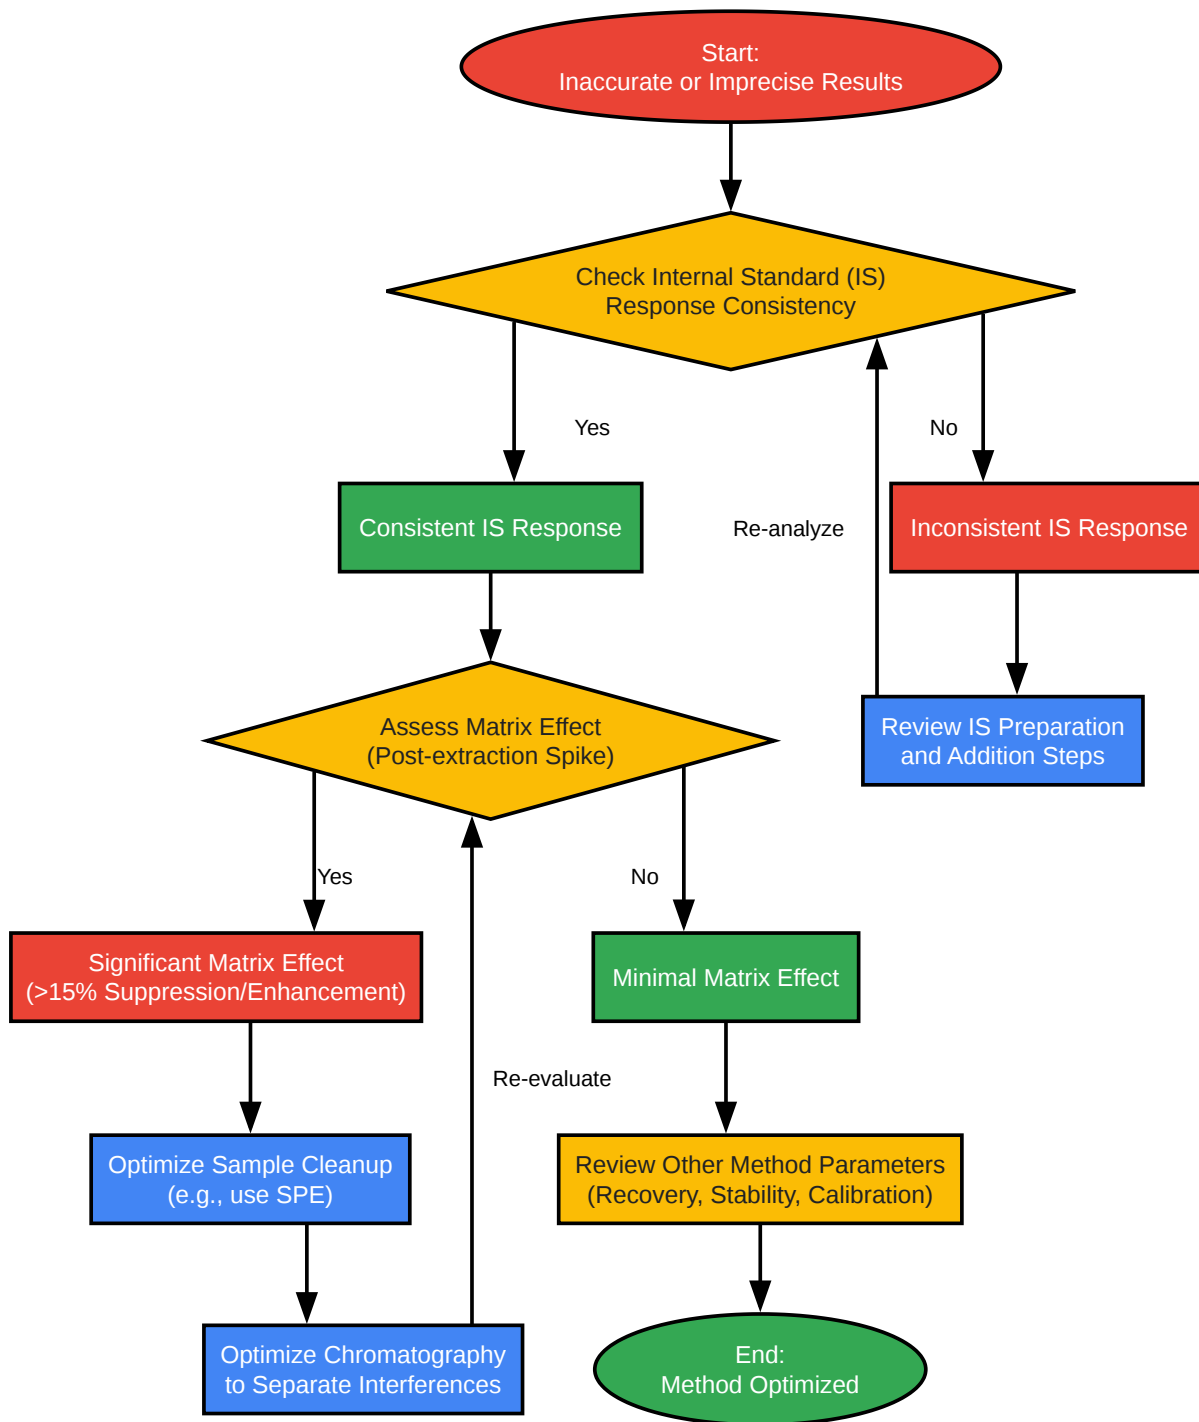 Start:
Inaccurate or Imprecise Results
Check Internal Standard (IS)
Response Consistency
Yes
No
Consistent IS Response
Re-analyze
Inconsistent IS Response
Assess Matrix Effect
(Post-extraction Spike)
Review IS Preparation
and Addition Steps
Yes
No
Significant Matrix Effect
(>15% Suppression/Enhancement)
Minimal Matrix Effect
Re-evaluate
Optimize Sample Cleanup
(e.g., use SPE)
Review Other Method Parameters
(Recovery, Stability, Calibration)
Optimize Chromatography
to Separate Interferences
End:
Method Optimized